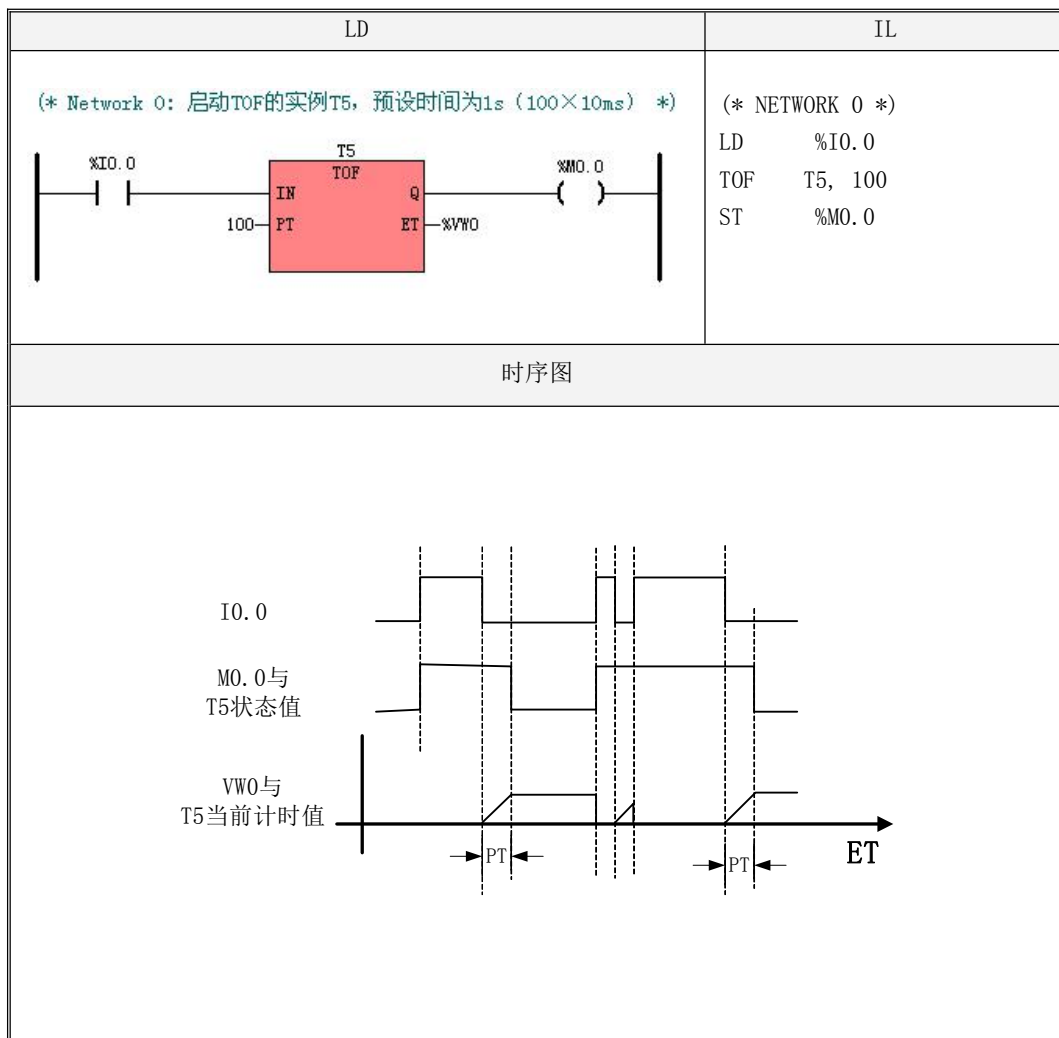 LD
IL
(* Network 0: 启动TOF的实例T5, 预设时间为1s (100×10ms) *)
%I0.0
T5
TOF
%M0.0
IN
Q
100
PT
ET
%VW0
(* NETWORK 0 *)
LD %I0.0
TOF T5, 100
ST %M0.0
时序图
I0.0
M0.0与
T5状态值
VW0与
T5当前计时值
ET
PT
PT